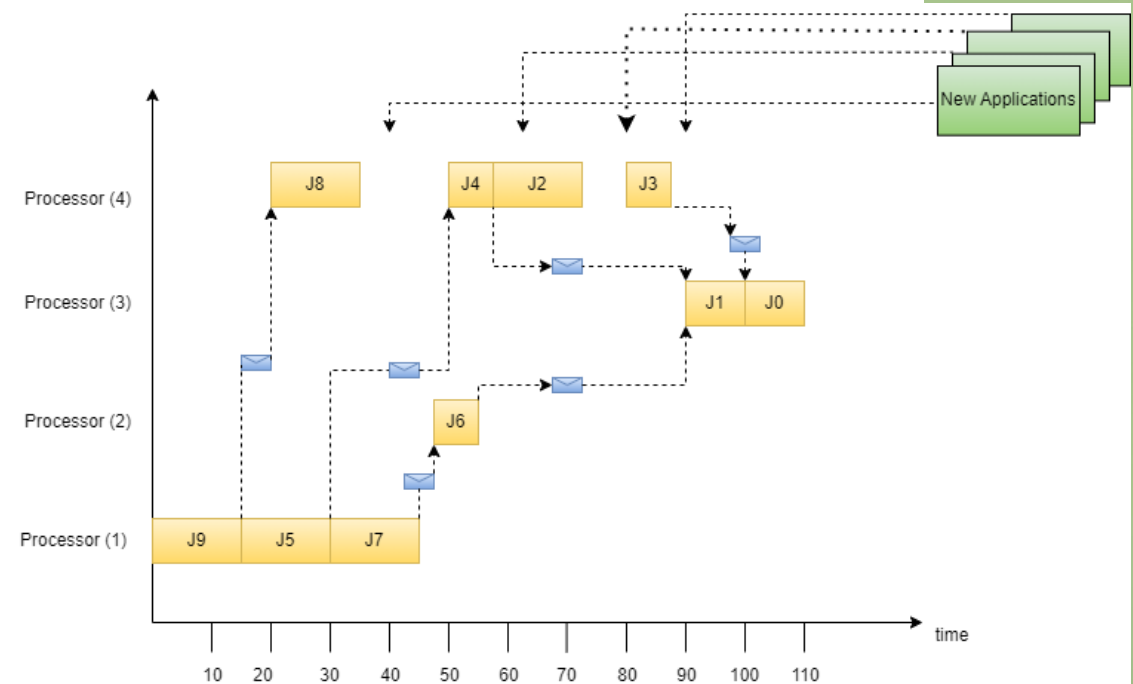 New Applications
Processor (4)
J8
J4
J2
J3
Processor (3)
J1
J0
Processor (2)
J6
Processor (1)
J9
J5
J7
time
10
20
30
40
50
60
70
80
90
100
110